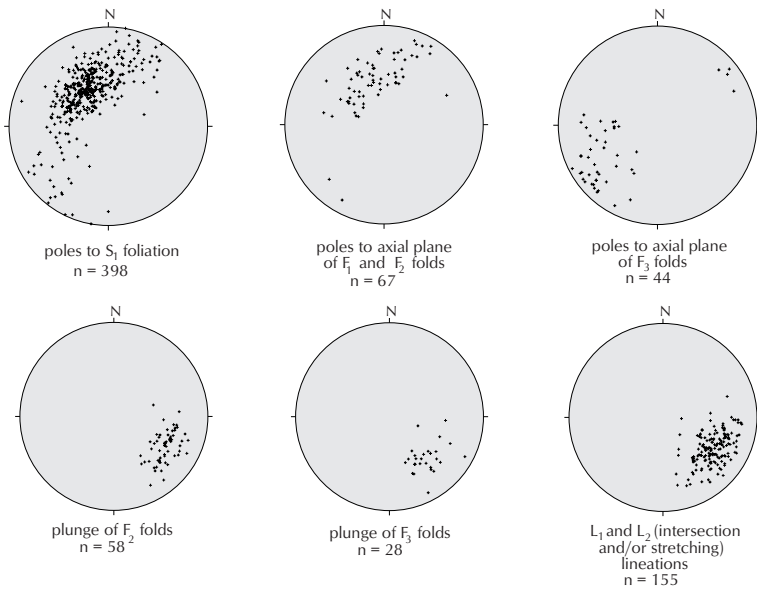 N
N
N
poles to S₁ foliation
n = 398
poles to axial plane
of F₁ and F₂ folds
n = 67
poles to axial plane
of F₃ folds
n = 44
N
N
N
plunge of F₂ folds
n = 58
plunge of F₃ folds
n = 28
L₁ and L₂ (intersection
and/or stretching)
lineations
n = 155